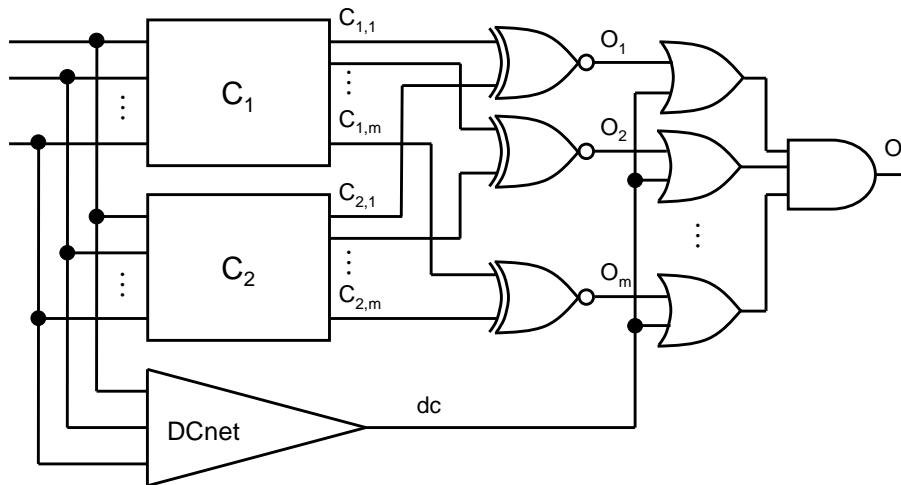 C1,1
O1
⋮
C1
⋮
C1,m
O2
C2,1
⋮
C2
⋮
⋮
C2,m
Om
O
DCnet
dc